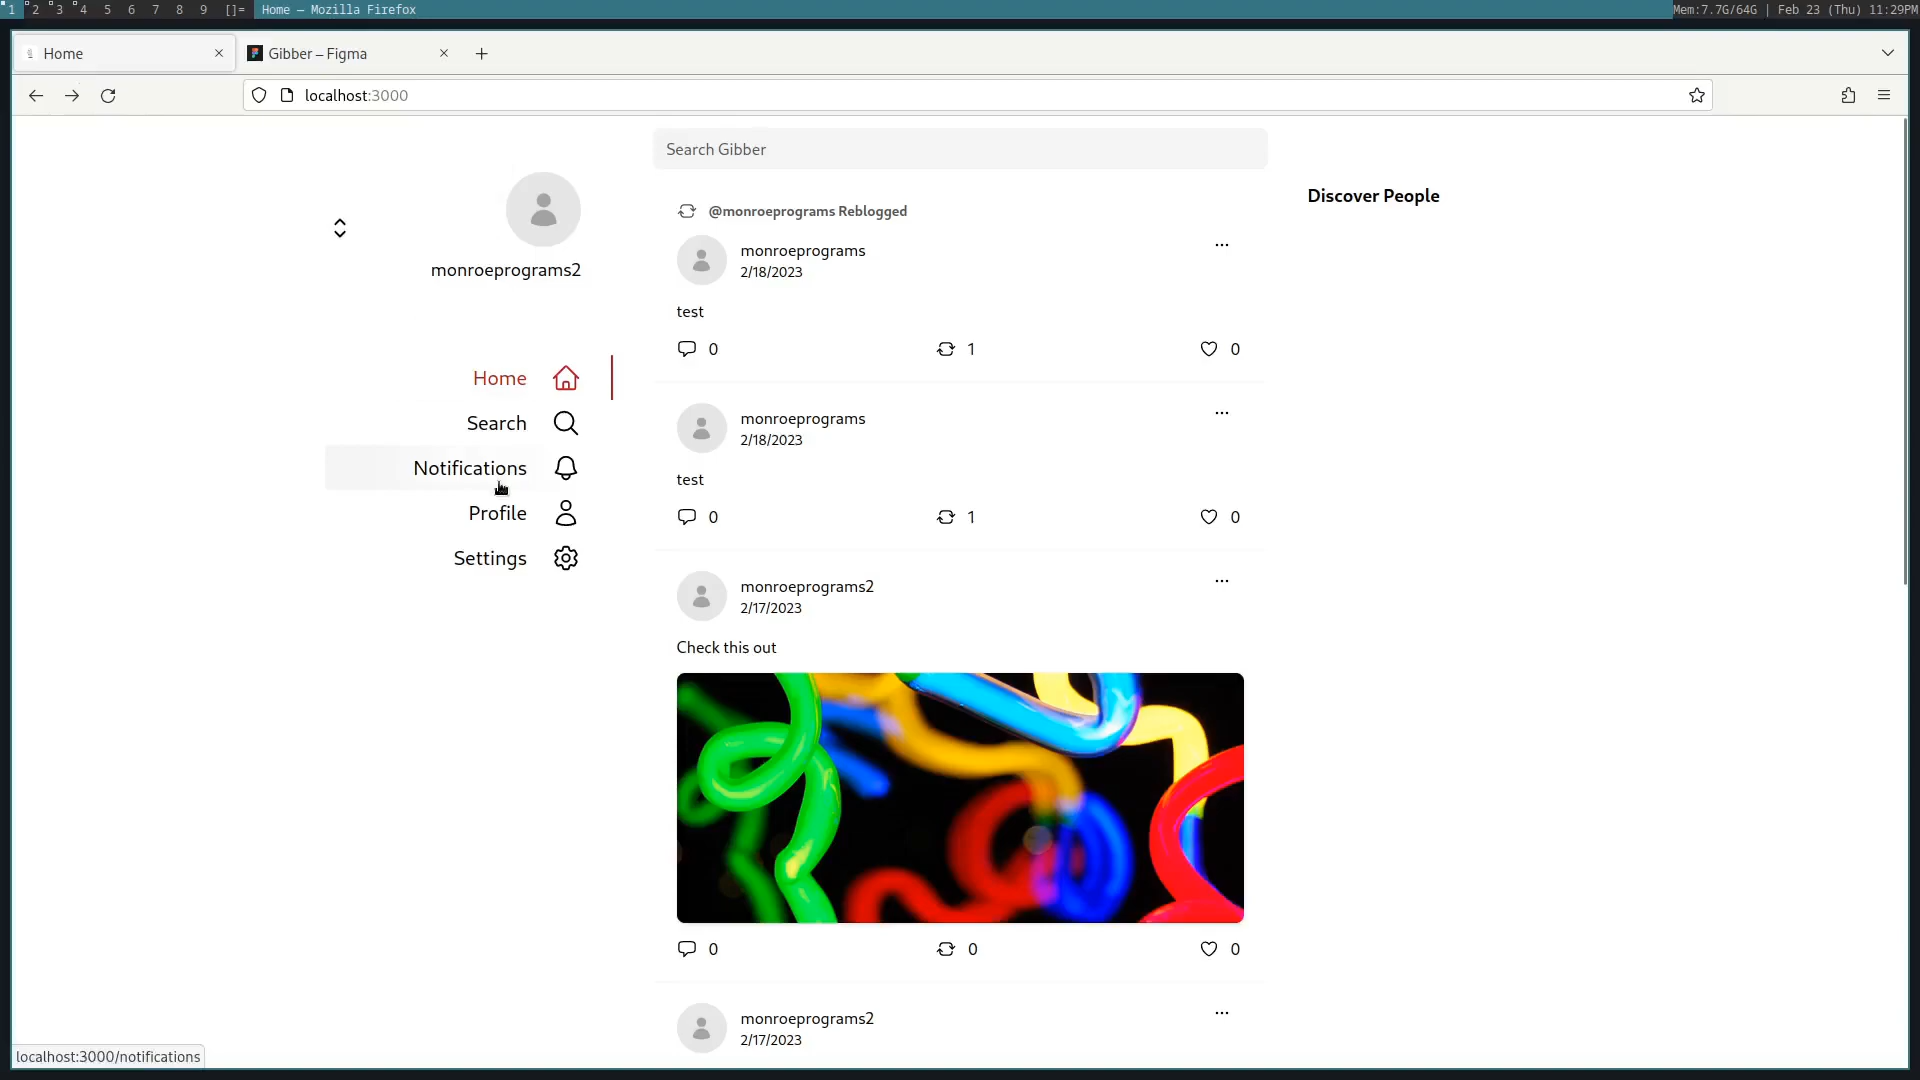 1 2 3 4 5 6 7 8 9 []= Home — Mozilla Firefox Mem:7.7G/64G | Feb 23 (Thu) 11:29PM
Home
Gibber – Figma
localhost:3000
Search Gibber
monroeprograms2
Home
Search
Notifications
Profile
Settings
@monroeprograms Reblogged
monroeprograms
2/18/2023
...
test
0 1 0
monroeprograms
2/18/2023
...
test
0 1 0
monroeprograms2
2/17/2023
...
Check this out
0 0 0
monroeprograms2
2/17/2023
...
Discover People
localhost:3000/notifications